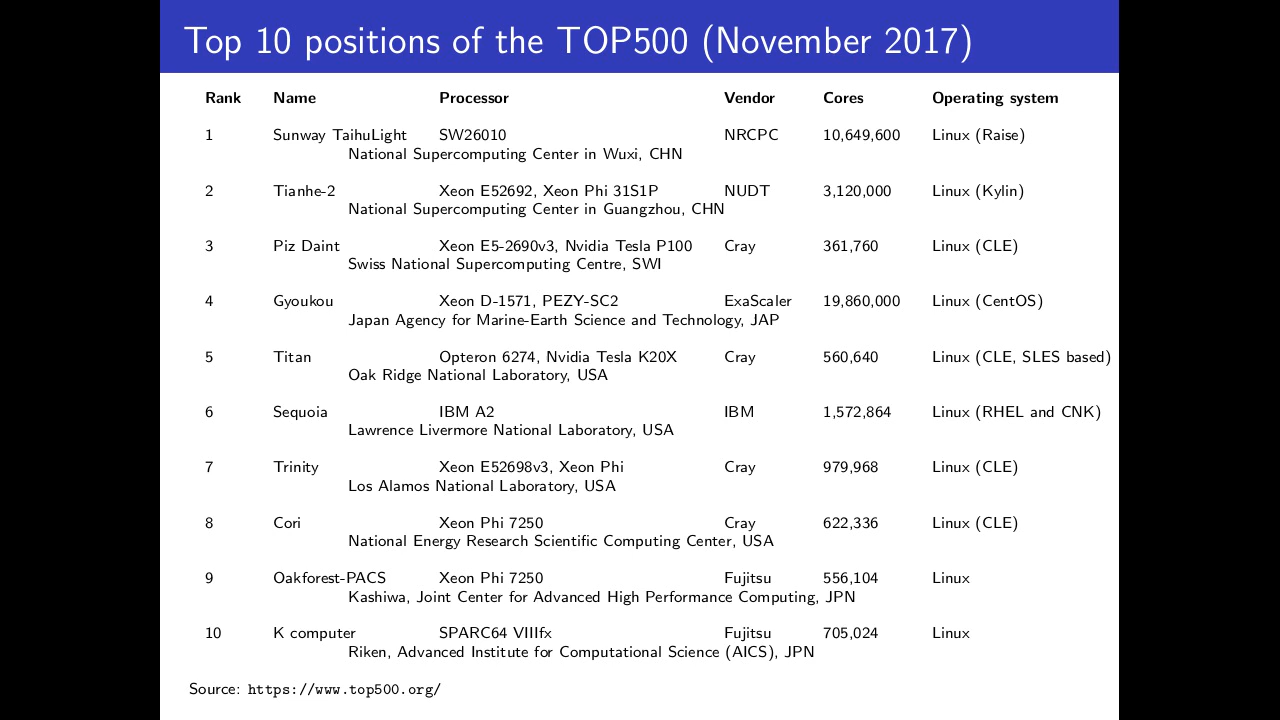 Top 10 positions of the TOP500 (November 2017)
Rank Name Processor Vendor Cores Operating system
1 Sunway TaihuLight SW26010 NRCPC 10,649,600 Linux (Raise)
National Supercomputing Center in Wuxi, CHN
2 Tianhe-2 Xeon E52692, Xeon Phi 31S1P NUDT 3,120,000 Linux (Kylin)
National Supercomputing Center in Guangzhou, CHN
3 Piz Daint Xeon E5-2690v3, Nvidia Tesla P100 Cray 361,760 Linux (CLE)
Swiss National Supercomputing Centre, SWI
4 Gyoukou Xeon D-1571, PEZY-SC2 ExaScaler 19,860,000 Linux (CentOS)
Japan Agency for Marine-Earth Science and Technology, JAP
5 Titan Opteron 6274, Nvidia Tesla K20X Cray 560,640 Linux (CLE, SLES based)
Oak Ridge National Laboratory, USA
6 Sequoia IBM A2 IBM 1,572,864 Linux (RHEL and CNK)
Lawrence Livermore National Laboratory, USA
7 Trinity Xeon E52698v3, Xeon Phi Cray 979,968 Linux (CLE)
Los Alamos National Laboratory, USA
8 Cori Xeon Phi 7250 Cray 622,336 Linux (CLE)
National Energy Research Scientific Computing Center, USA
9 Oakforest-PACS Xeon Phi 7250 Fujitsu 556,104 Linux
Kashiwa, Joint Center for Advanced High Performance Computing, JPN
10 K computer SPARC64 VIIIfx Fujitsu 705,024 Linux
Riken, Advanced Institute for Computational Science (AICS), JPN
Source: https://www.top500.org/